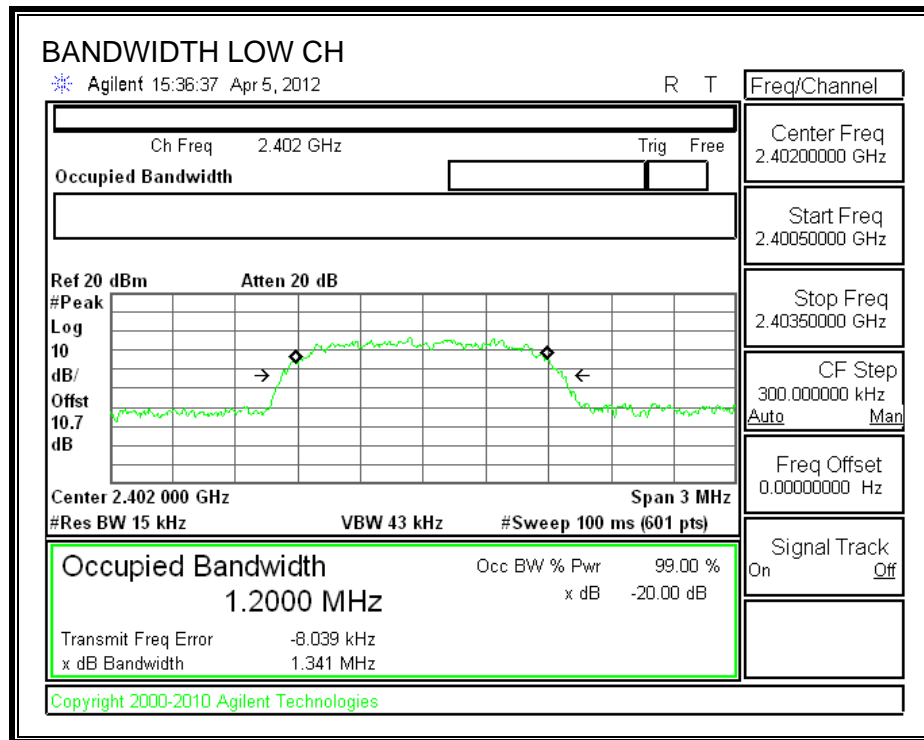 BANDWIDTH LOW CH
Agilent 15:36:37 Apr 5, 2012 R T
Freq/Channel
Ch Freq 2.402 GHz Trig Free
Occupied Bandwidth
Center Freq
2.40200000 GHz
Start Freq
2.40050000 GHz
Stop Freq
2.40350000 GHz
CF Step
300.000000 kHz
Auto Man
Freq Offset
0.00000000 Hz
Signal Track
On Off
Ref 20 dBm Atten 20 dB
#Peak
Log
10
dB/
Offst
10.7
dB
Center 2.402 000 GHz Span 3 MHz
#Res BW 15 kHz VBW 43 kHz #Sweep 100 ms (601 pts)
Occupied Bandwidth
1.2000 MHz
Occ BW % Pwr 99.00 %
x dB -20.00 dB
Transmit Freq Error -8.039 kHz
x dB Bandwidth 1.341 MHz
Copyright 2000-2010 Agilent Technologies